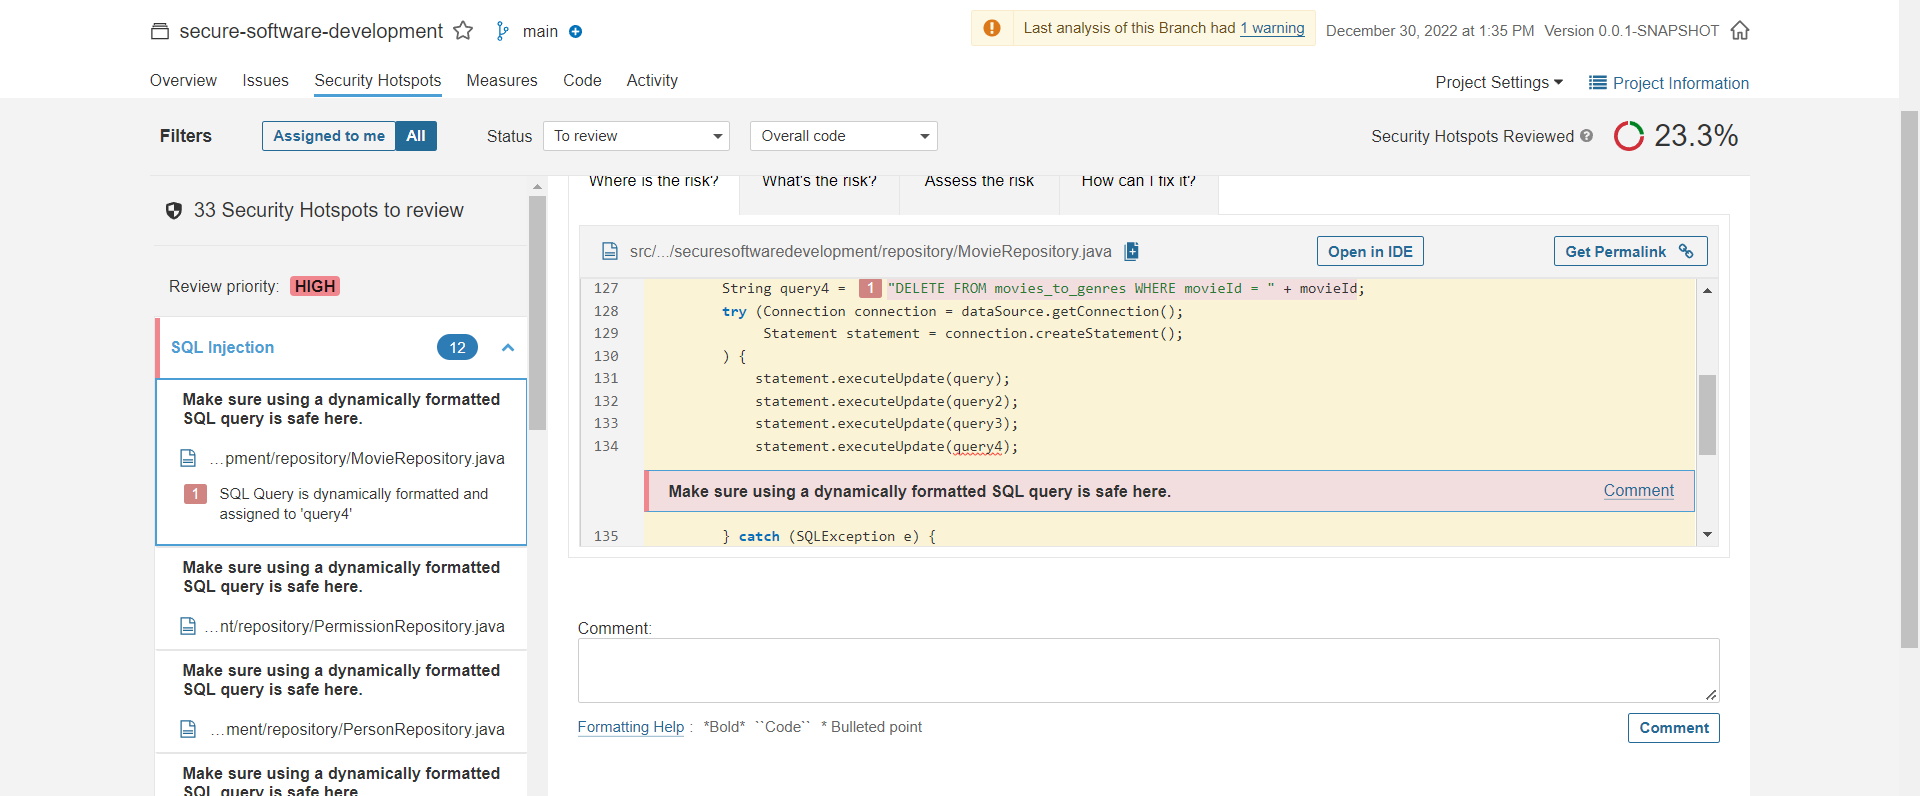 secure-software-development main
Last analysis of this Branch had 1 warning December 30, 2022 at 1:35 PM Version 0.0.1-SNAPSHOT
Overview Issues Security Hotspots Measures Code Activity
Project Settings Project Information
Filters Assigned to me All Status To review Overall code
Security Hotspots Reviewed ? 23.3%
33 Security Hotspots to review
Review priority: HIGH
SQL Injection 12
Make sure using a dynamically formatted
SQL query is safe here.
...pment/repository/MovieRepository.java
1 SQL Query is dynamically formatted and
assigned to 'query4'
Make sure using a dynamically formatted
SQL query is safe here.
...nt/repository/PermissionRepository.java
Make sure using a dynamically formatted
SQL query is safe here.
...ment/repository/PersonRepository.java
Make sure using a dynamically formatted
SQL query is safe here.
Where is the risk? What's the risk? Assess the risk How can I fix it?
src/.../securesoftwaredevelopment/repository/MovieRepository.java Open in IDE Get Permalink
127 String query4 = 1 "DELETE FROM movies_to_genres WHERE movieId = " + movieId;
128 try (Connection connection = dataSource.getConnection();
129 Statement statement = connection.createStatement();
130 ) {
131 statement.executeUpdate(query);
132 statement.executeUpdate(query2);
133 statement.executeUpdate(query3);
134 statement.executeUpdate(query4);
Make sure using a dynamically formatted SQL query is safe here. Comment
135 } catch (SQLException e) {
Comment:
Formatting Help : *Bold* ``Code`` * Bulleted point
Comment